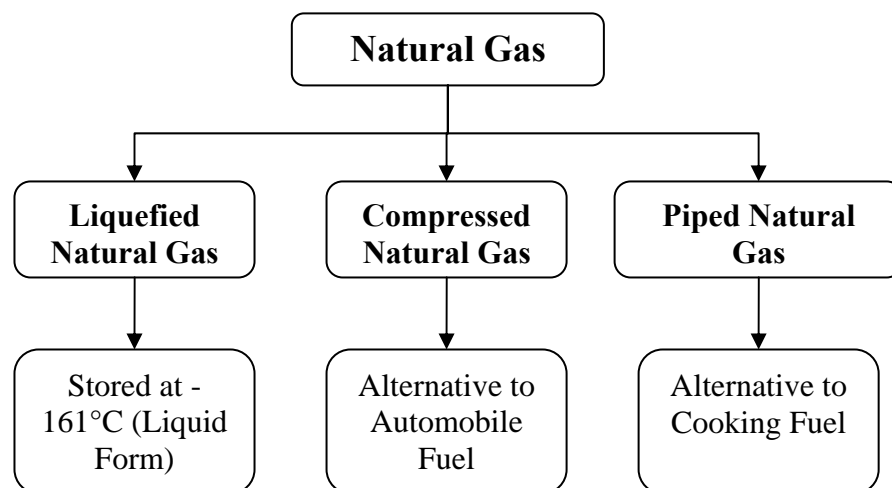 Natural Gas
Liquefied
Natural Gas
Compressed
Natural Gas
Piped Natural
Gas
Stored at -
161°C (Liquid
Form)
Alternative to
Automobile
Fuel
Alternative to
Cooking Fuel